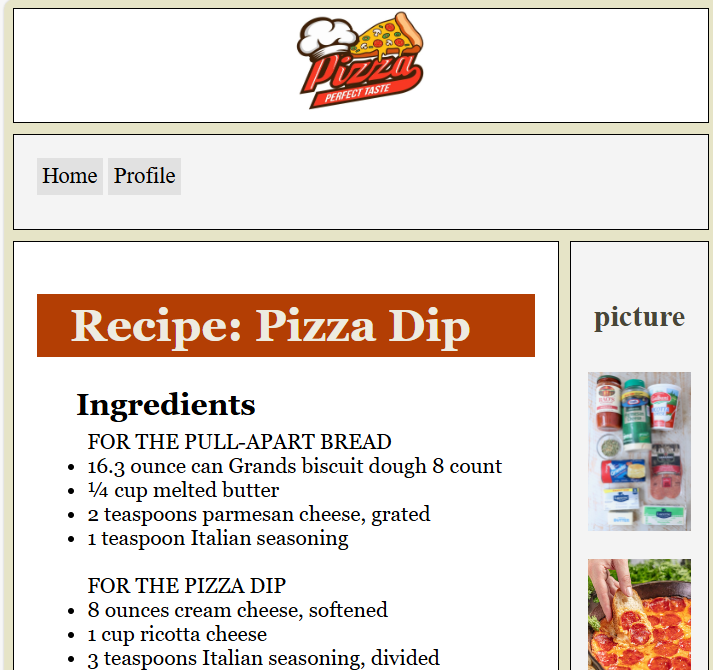 Pizza
PERFECT TASTE
Home Profile
Recipe: Pizza Dip
picture
Ingredients
FOR THE PULL-APART BREAD
• 16.3 ounce can Grands biscuit dough 8 count
• ¼ cup melted butter
• 2 teaspoons parmesan cheese, grated
• 1 teaspoon Italian seasoning
FOR THE PIZZA DIP
• 8 ounces cream cheese, softened
• 1 cup ricotta cheese
• 3 teaspoons Italian seasoning, divided